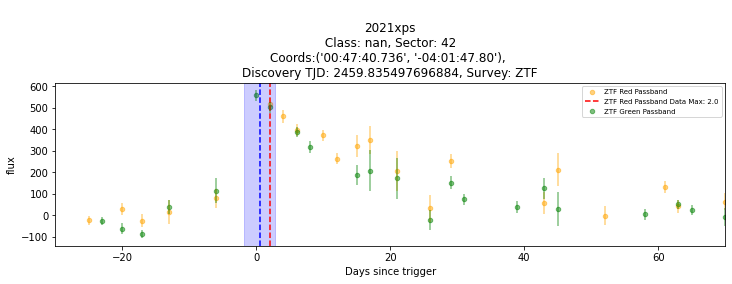 2021xps
Class: nan, Sector: 42
Coords:('00:47:40.736', '-04:01:47.80'),
Discovery TJD: 2459.835497696884, Survey: ZTF
ZTF Red Passband
ZTF Red Passband Data Max: 2.0
ZTF Green Passband
600
500
400
300
200
100
0
−100
flux
−20
0
20
40
60
Days since trigger